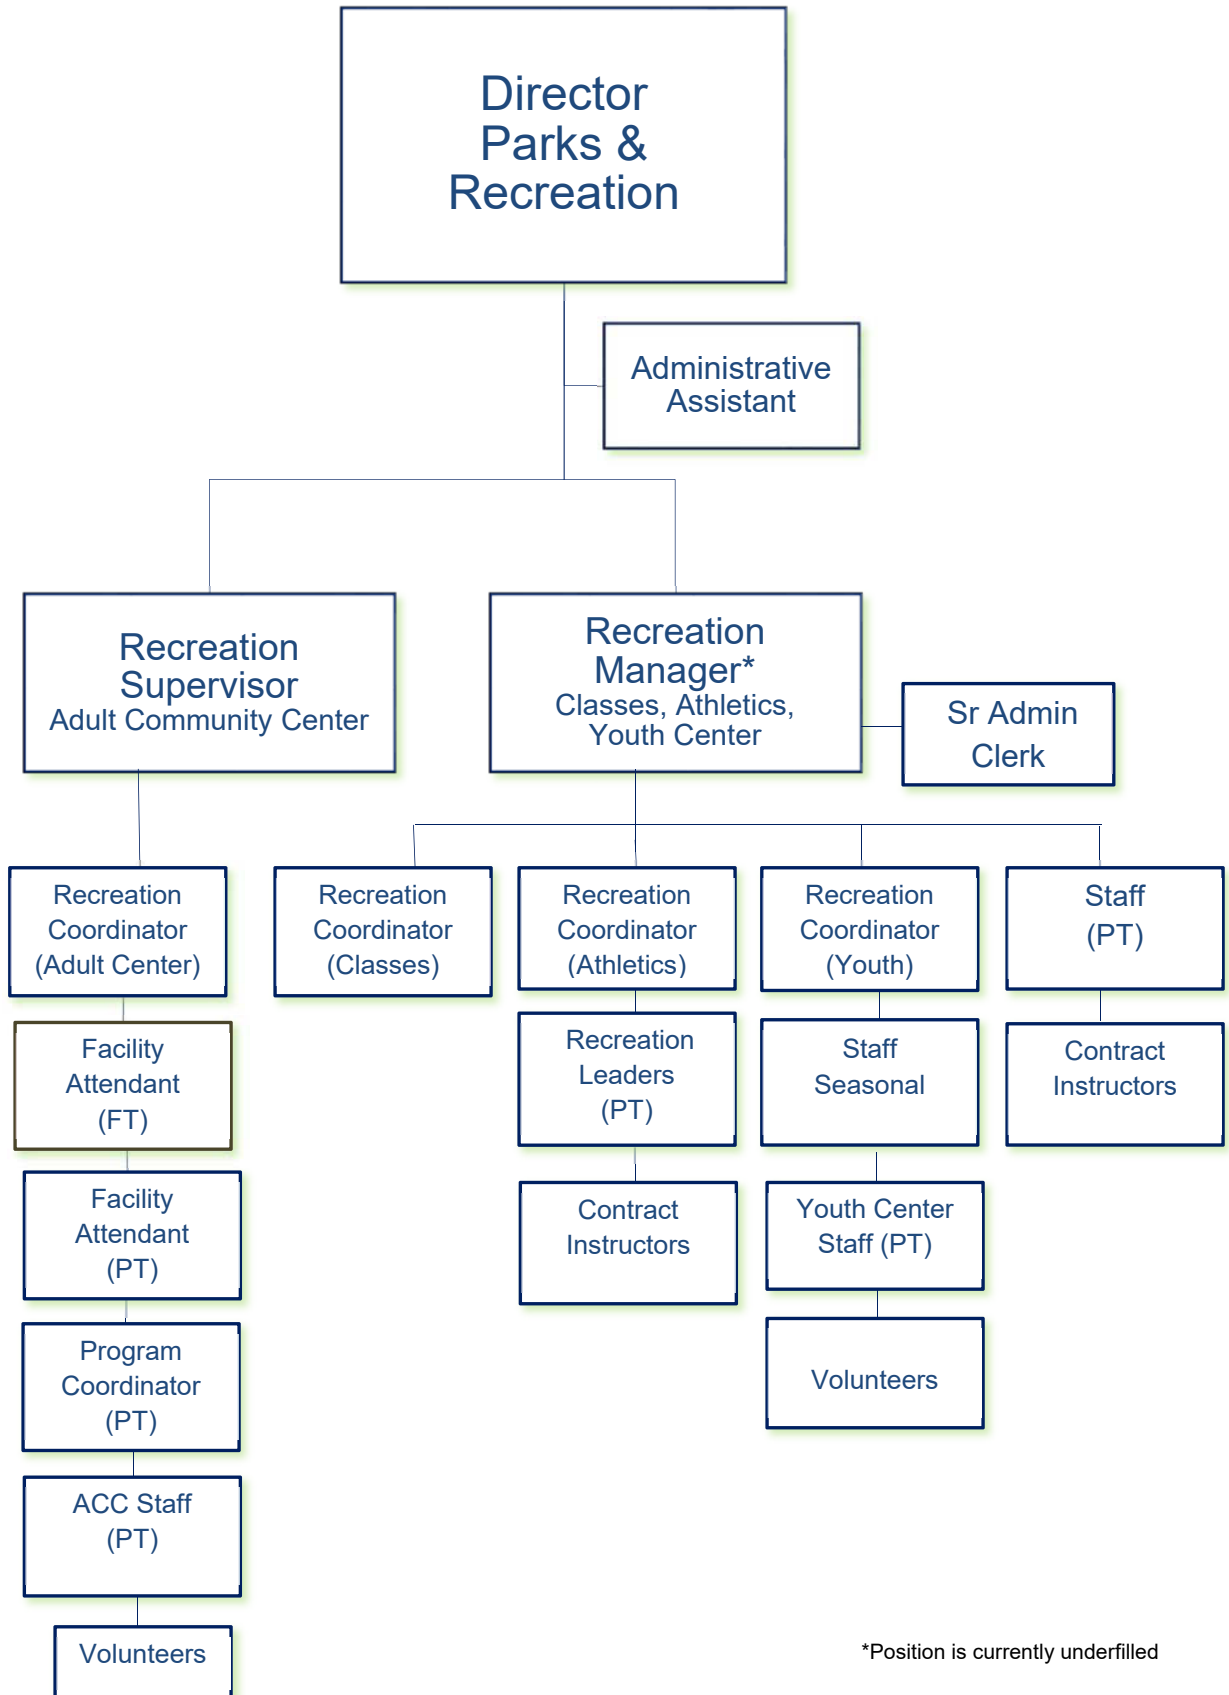 Director
Parks &
Recreation
Administrative
Assistant
Recreation
Supervisor
Adult Community Center
Recreation
Manager*
Classes, Athletics,
Youth Center
Sr Admin
Clerk
Recreation
Coordinator
(Adult Center)
Recreation
Coordinator
(Classes)
Recreation
Coordinator
(Athletics)
Recreation
Coordinator
(Youth)
Staff
(PT)
Facility
Attendant
(FT)
Recreation
Leaders
(PT)
Staff
Seasonal
Contract
Instructors
Facility
Attendant
(PT)
Contract
Instructors
Youth Center
Staff (PT)
Program
Coordinator
(PT)
Volunteers
ACC Staff
(PT)
Volunteers
*Position is currently underfilled